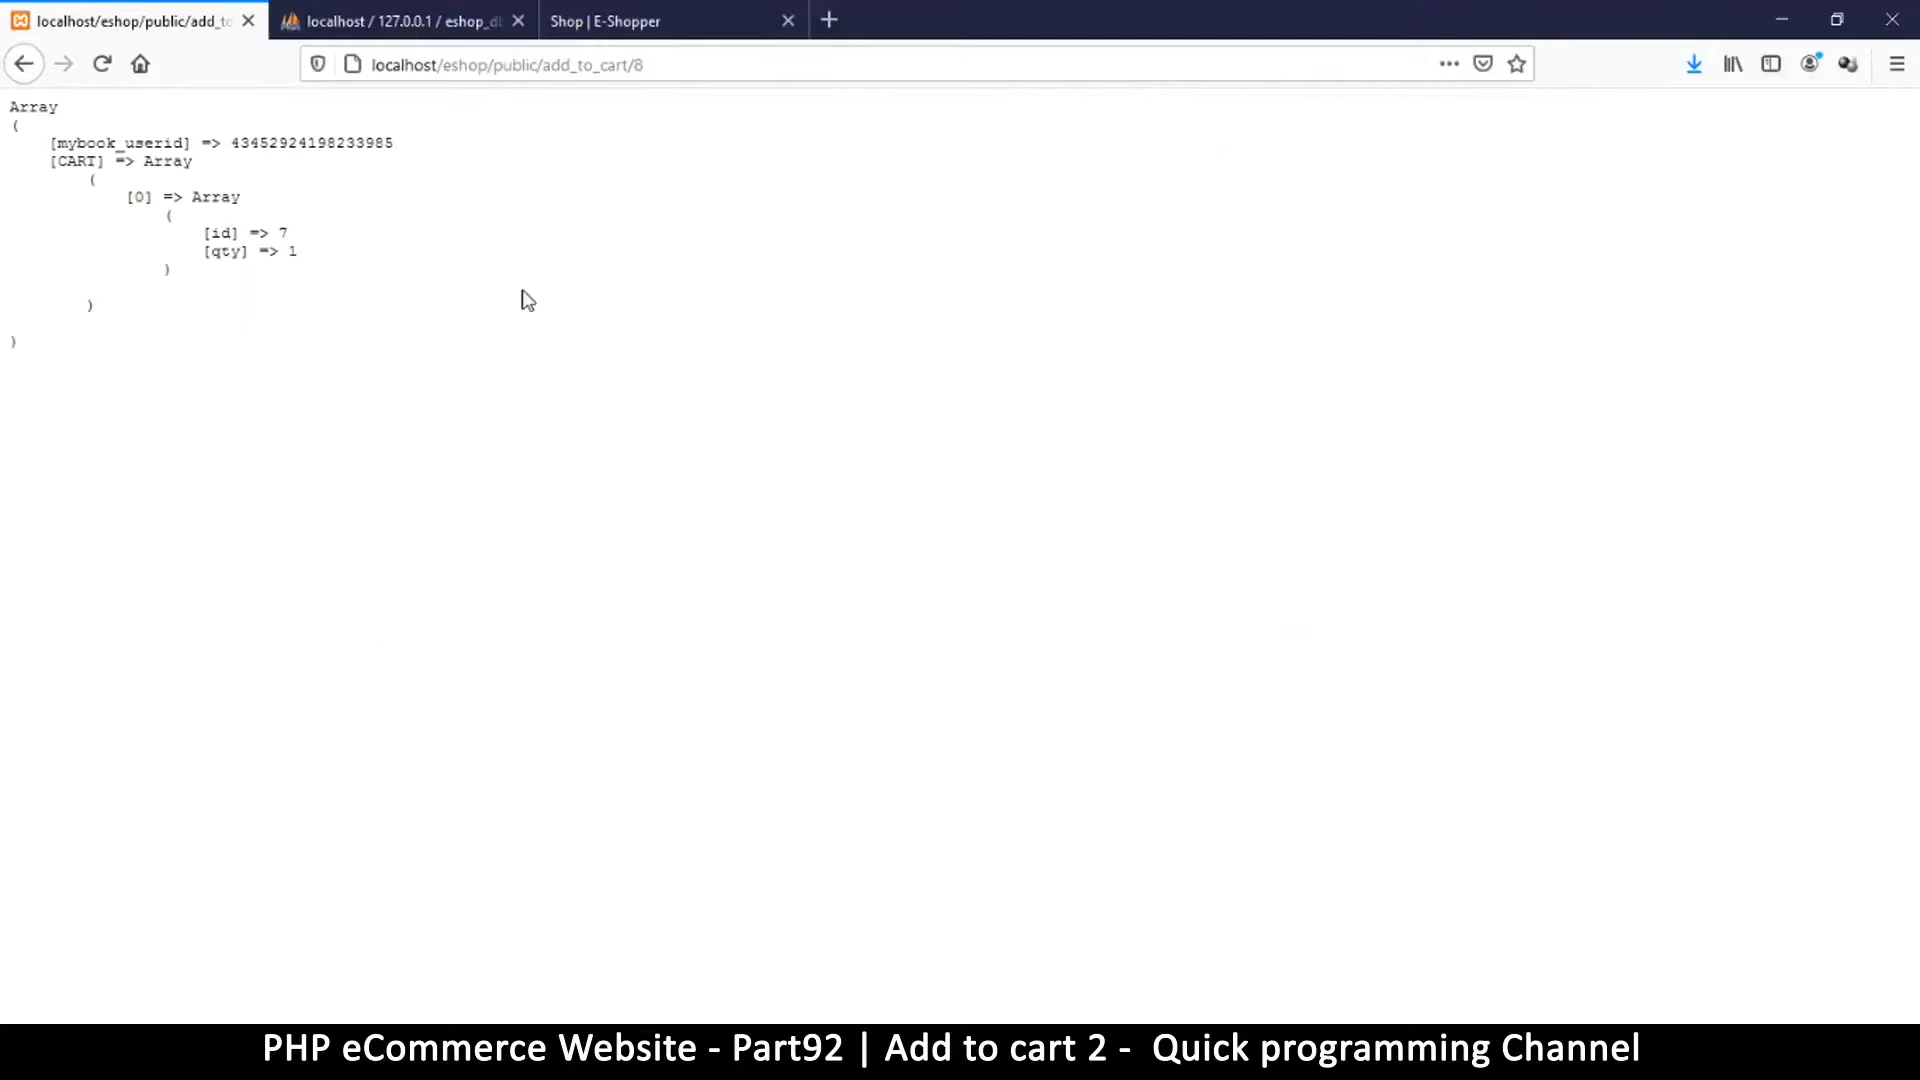 localhost/eshop/public/add_to
localhost / 127.0.0.1 / eshop_d
Shop | E-Shopper
localhost/eshop/public/add_to_cart/8
Array
(
[mybook_userid] => 43452924198233985
[CART] => Array
(
[0] => Array
(
[id] => 7
[qty] => 1
)
)
)
PHP eCommerce Website - Part92 | Add to cart 2 - Quick programming Channel